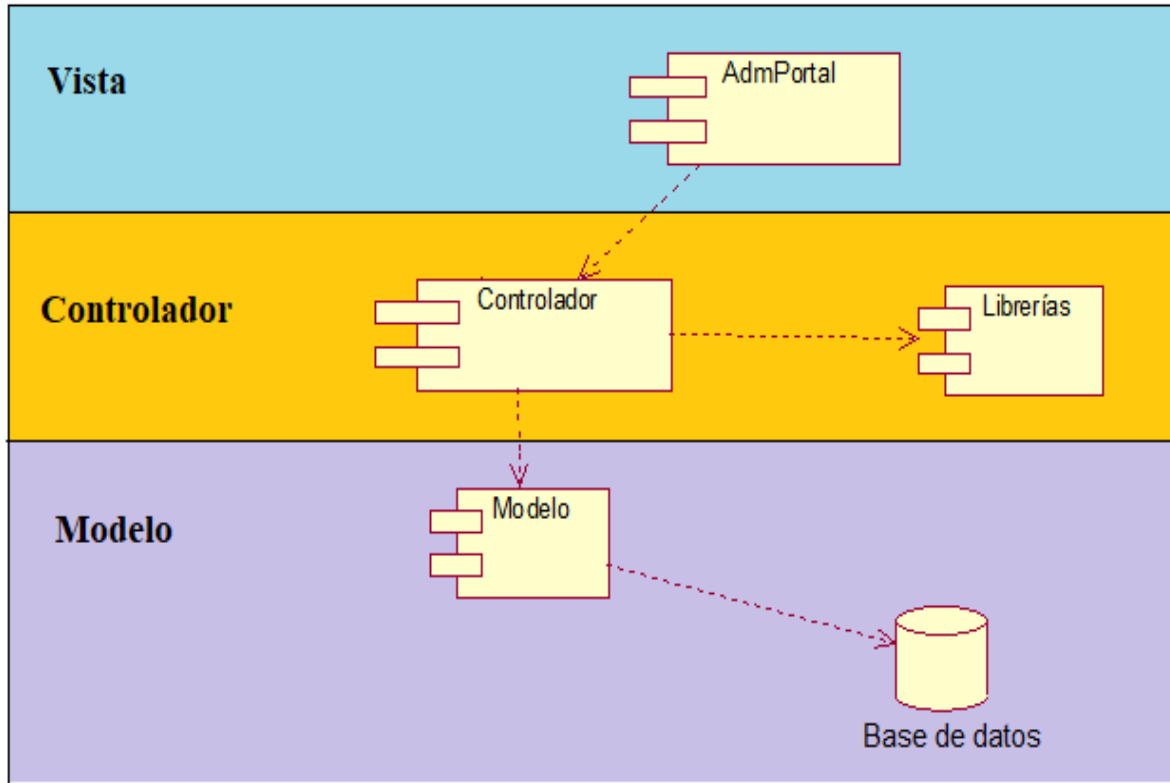 Vista
AdmPortal
Controlador
Controlador
Librerías
Modelo
Modelo
Base de datos